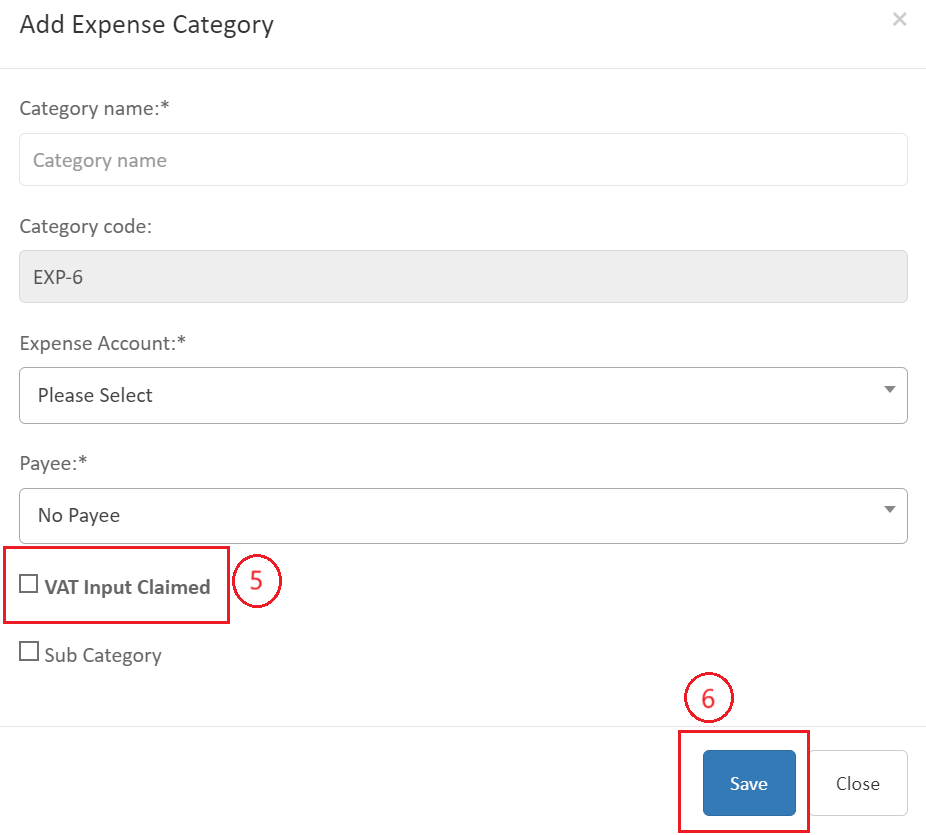 Add Expense Category ×
Category name:*
Category name
Category code:
EXP-6
Expense Account:*
Please Select
Payee:*
No Payee
VAT Input Claimed 5
Sub Category
6
Save Close